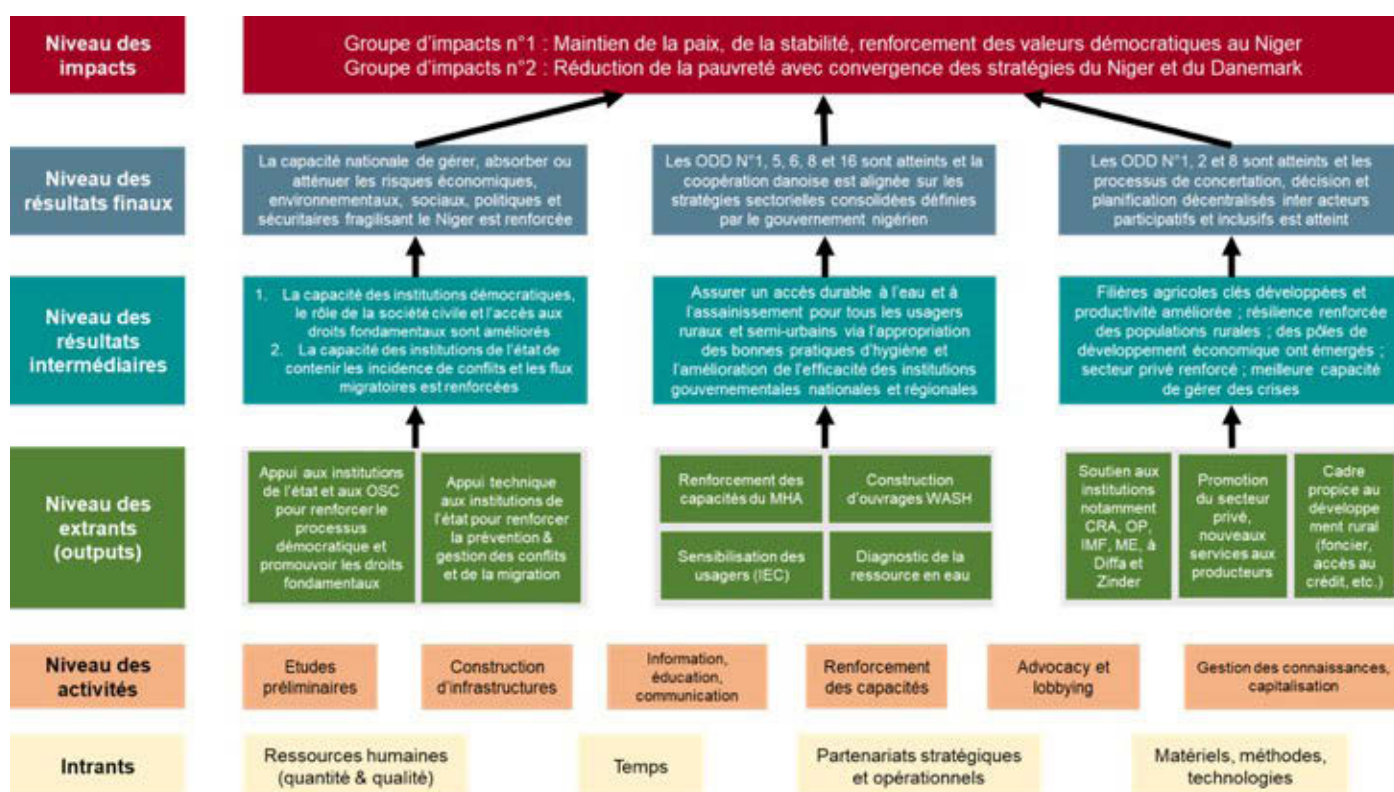 Niveau des
impacts
Groupe d'impacts n°1 : Maintien de la paix, de la stabilité, renforcement des valeurs démocratiques au Niger
Groupe d'impacts n°2 : Réduction de la pauvreté avec convergence des stratégies du Niger et du Danemark
Niveau des
résultats finaux
La capacité nationale de gérer, absorber ou
atténuer les risques économiques,
environnementaux, sociaux, politiques et
sécuritaires fragilisant le Niger est renforcée
Les ODD N°1, 5, 6, 8 et 16 sont atteints et la
coopération danoise est alignée sur les
stratégies sectorielles consolidées définies
par le gouvernement nigérien
Les ODD N°1, 2 et 8 sont atteints et les
processus de concertation, décision et
planification décentralisés inter acteurs
participatifs et inclusifs est atteint
Niveau des
résultats
intermédiaires
1. La capacité des institutions démocratiques,
le rôle de la société civile et l'accès aux
droits fondamentaux sont améliorés
2. La capacité des institutions de l'état de
contenir les incidence de conflits et les flux
migratoires est renforcées
Assurer un accès durable à l'eau et à
l'assainissement pour tous les usagers
ruraux et semi-urbains via l'appropriation
des bonnes pratiques d'hygiène et
l'amélioration de l'efficacité des institutions
gouvernementales nationales et régionales
Filières agricoles clés développées et
productivité améliorée ; résilience renforcée
des populations rurales ; des pôles de
développement économique ont émergés ;
secteur privé renforcé ; meilleure capacité
de gérer des crises
Niveau des
extrants
(outputs)
Appui aux institutions
de l'état et aux OSC
pour renforcer le
processus
démocratique et
promouvoir les droits
fondamentaux
Appui technique
aux institutions de
l'état pour renforcer
la prévention &
gestion des conflits
et de la migration
Renforcement des
capacités du MHA
Construction
d'ouvrages WASH
Sensibilisation des
usagers (IEC)
Diagnostic de la
ressource en eau
Soutien aux
institutions
notamment
CRA, OP,
IMF, ME, à
Diffa et
Zinder
Promotion
du secteur
privé,
nouveaux
services aux
producteurs
Cadre
propice au
développe
ment rural
(foncier,
accès au
crédit, etc.)
Niveau des
activités
Etudes
préliminaires
Construction
d'infrastructures
Information,
éducation,
communication
Renforcement
des capacités
Advocacy et
lobbying
Gestion des connaissances,
capitalisation
Intrants
Ressources humaines
(quantité & qualité)
Temps
Partenariats stratégiques
et opérationnels
Matériels, méthodes,
technologies